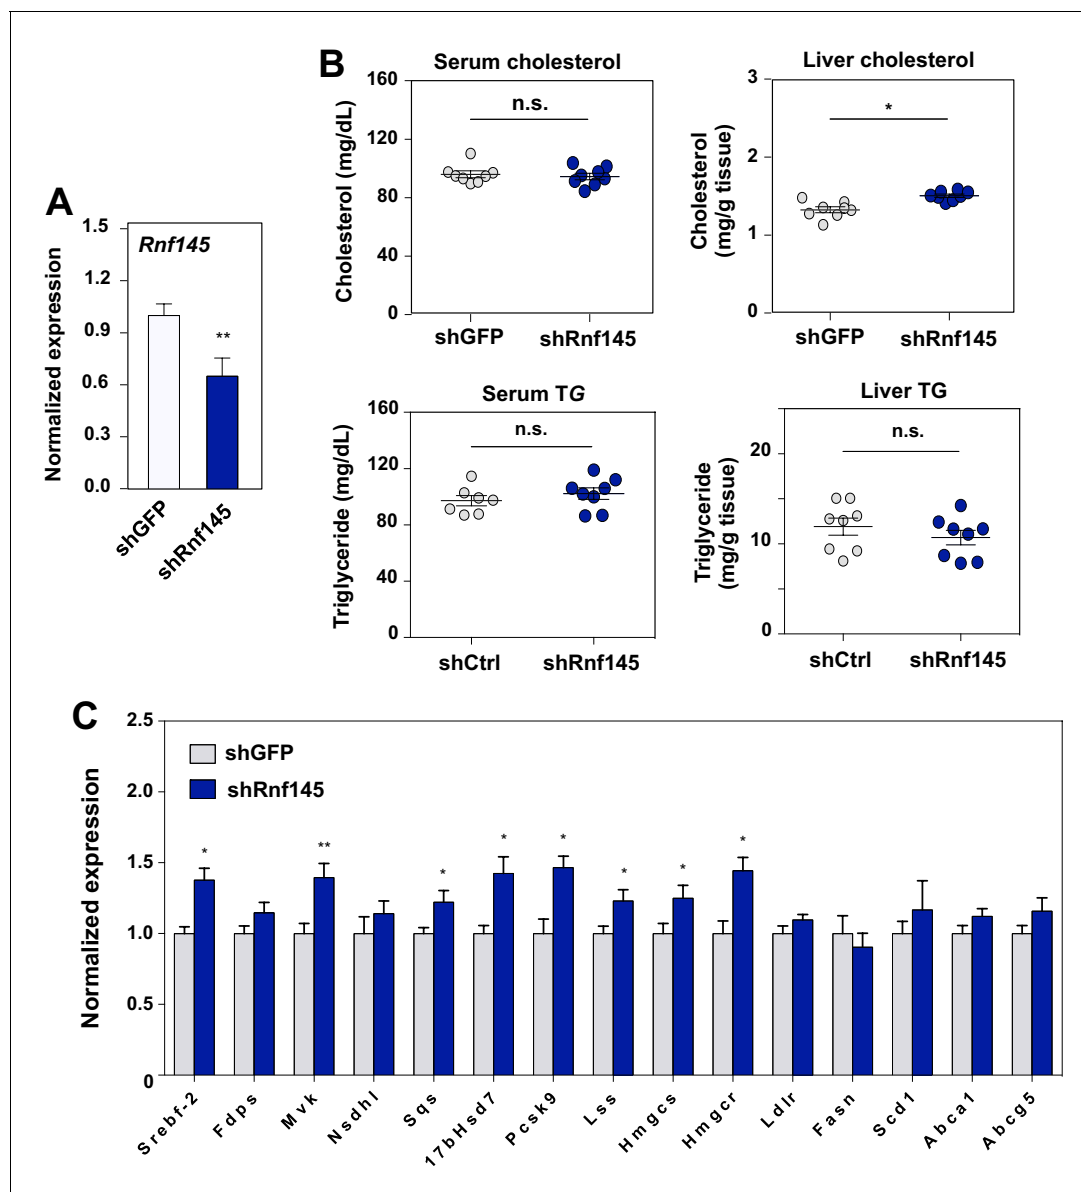 A
Rnf145
Normalized expression
1.5
1.2
0.9
0.6
0.3
0.0
**
shGFP
shRnf145
B
Serum cholesterol
Cholesterol (mg/dL)
160
120
80
40
0
n.s.
shGFP
shRnf145
Liver cholesterol
Cholesterol
(mg/g tissue)
3
2
1
0
*
shGFP
shRnf145
Serum TG
Triglyceride (mg/dL)
160
120
80
40
0
n.s.
shCtrl
shRnf145
Liver TG
Triglyceride
(mg/g tissue)
20
10
0
n.s.
shCtrl
shRnf145
C
Normalized expression
2.5
2.0
1.5
1.0
0.5
0
shGFP
shRnf145
*
**
*
*
*
*
*
*
Srebf-2
Fdps
Mvk
Nsdhl
Sqs
17bHsd7
Pcsk9
Lss
Hmgcs
Hmgcr
Ldlr
Fasn
Scd1
Abca1
Abcg5